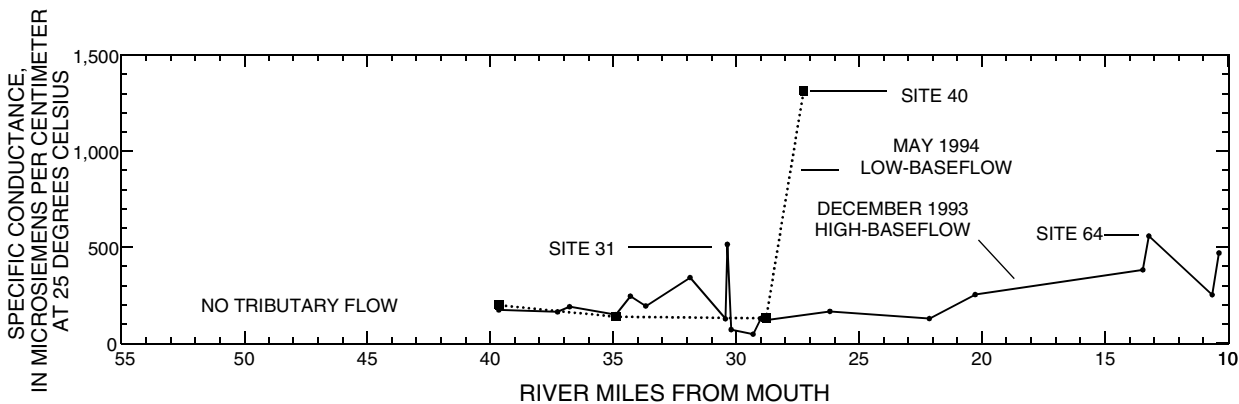 SPECIFIC CONDUCTANCE,
IN MICROSIEMENS PER CENTIMETER
AT 25 DEGREES CELSIUS
1,500
1,000
500
0
SITE 40
MAY 1994
LOW-BASEFLOW
DECEMBER 1993
HIGH-BASEFLOW
SITE 31
SITE 64
NO TRIBUTARY FLOW
55 50 45 40 35 30 25 20 15 10
RIVER MILES FROM MOUTH